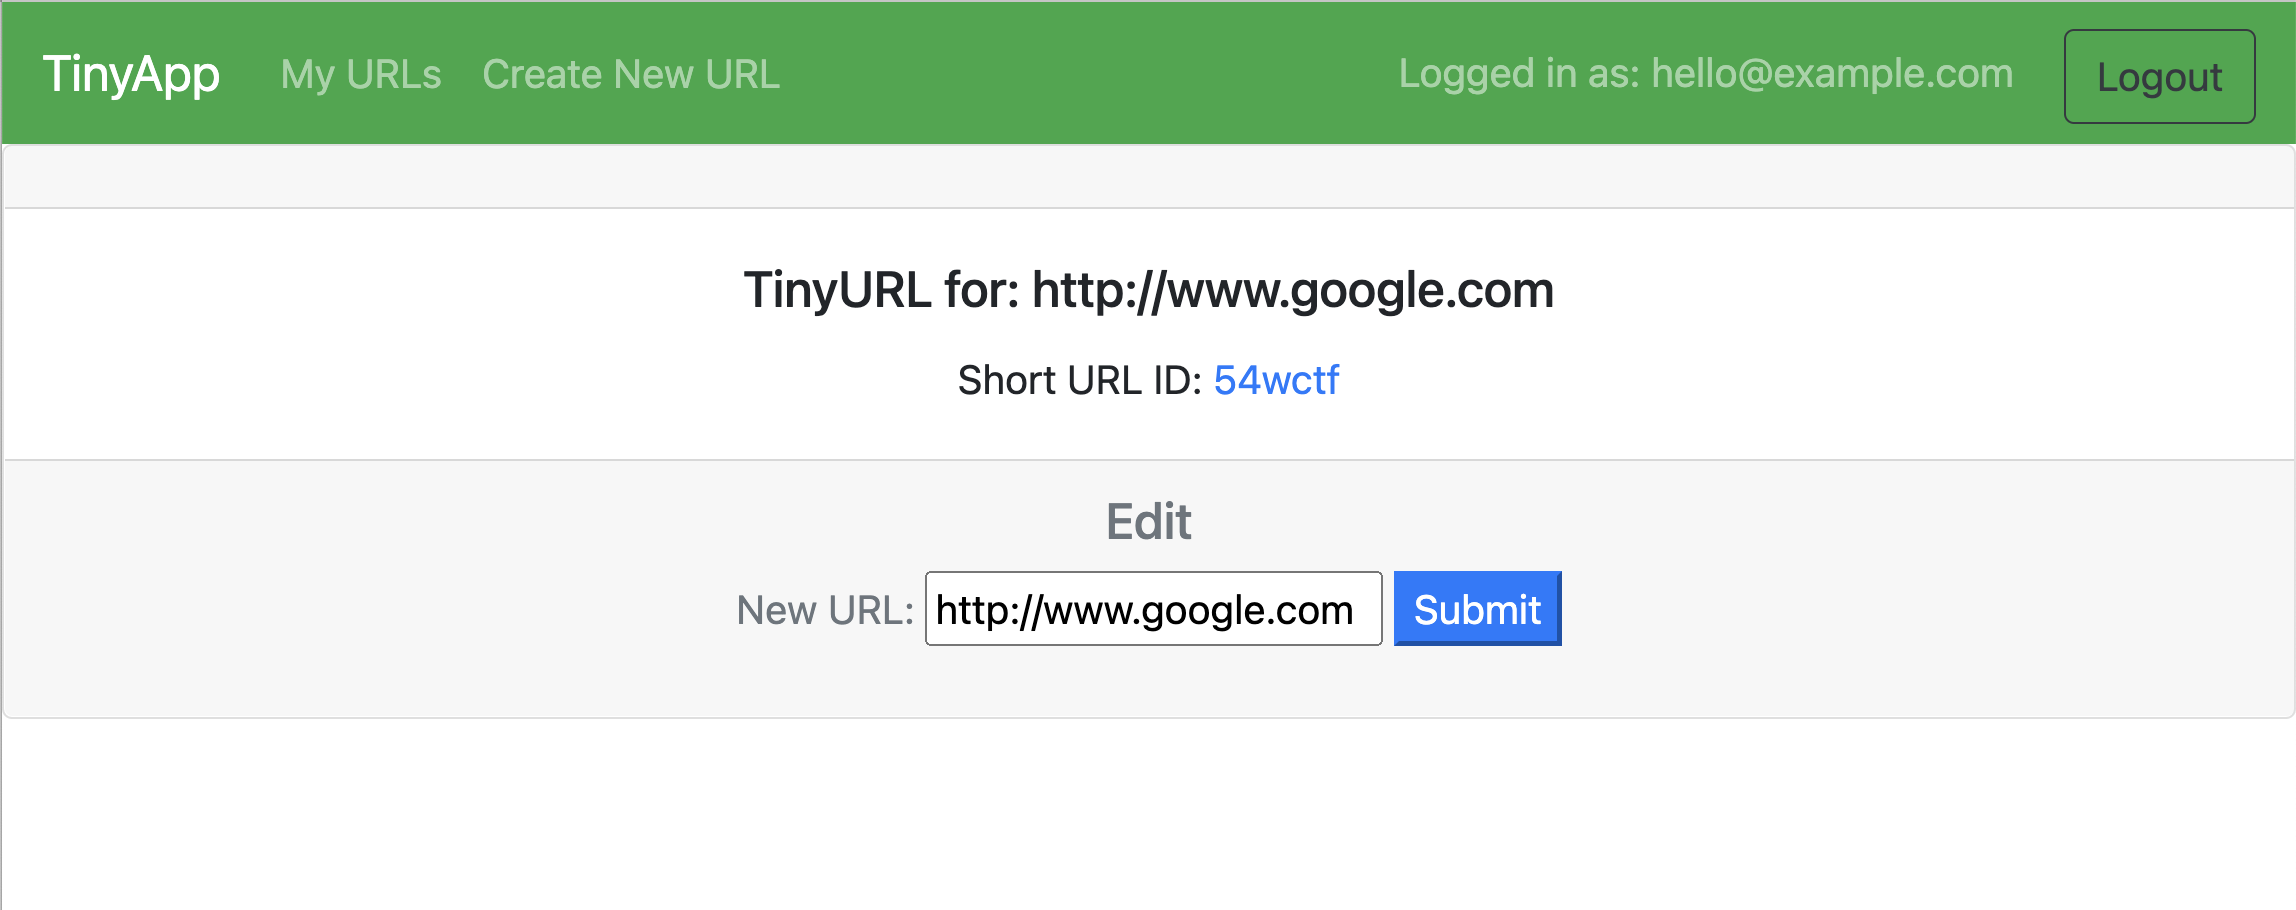 TinyApp My URLs Create New URL Logged in as: hello@example.com Logout
TinyURL for: http://www.google.com
Short URL ID: 54wctf
Edit
New URL: http://www.google.com Submit